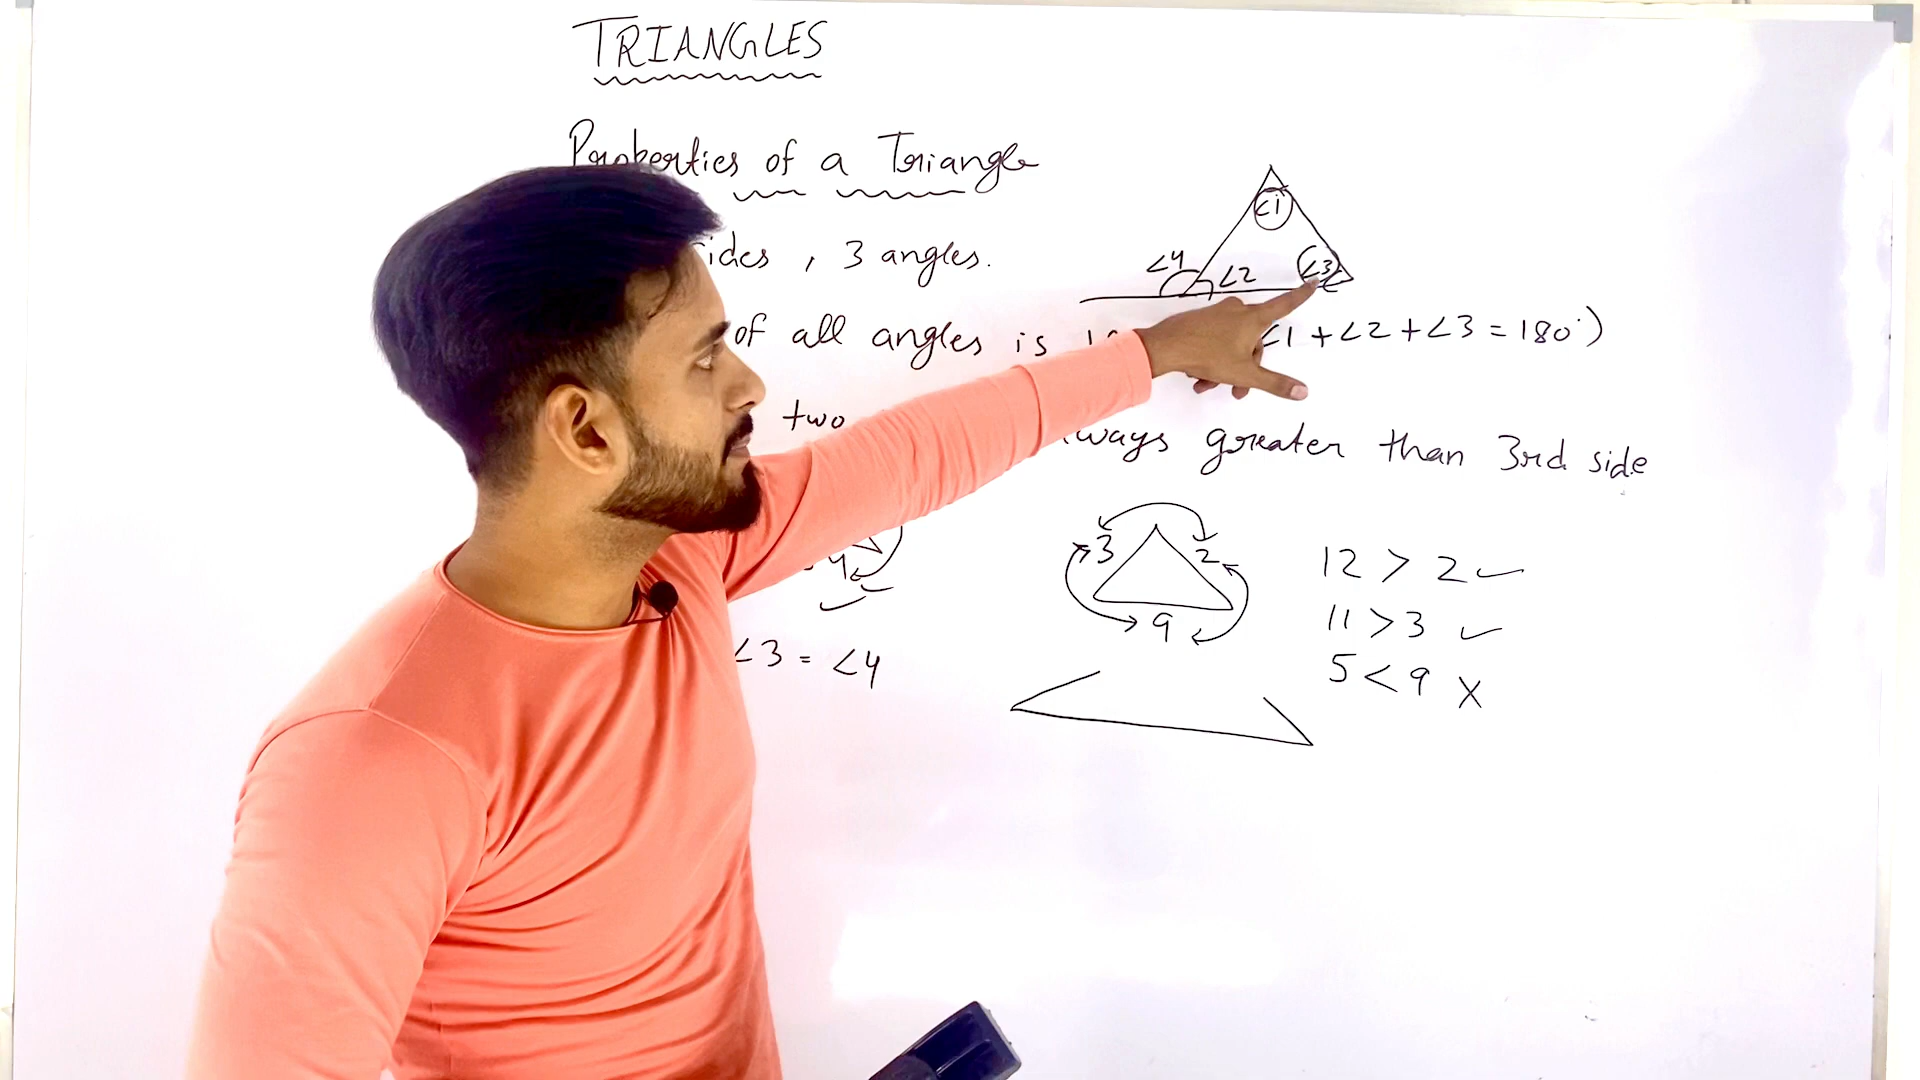 TRIANGLES
Properties of a Triangle
ides , 3 angles.
∠1
∠4 ∠2 ∠3
of all angles is ∠1 + ∠2 + ∠3 = 180°)
two ways greater than 3rd side
4
3 2
9
12 > 2 ✓
11 > 3 ✓
5 < 9 X
∠3 = ∠4